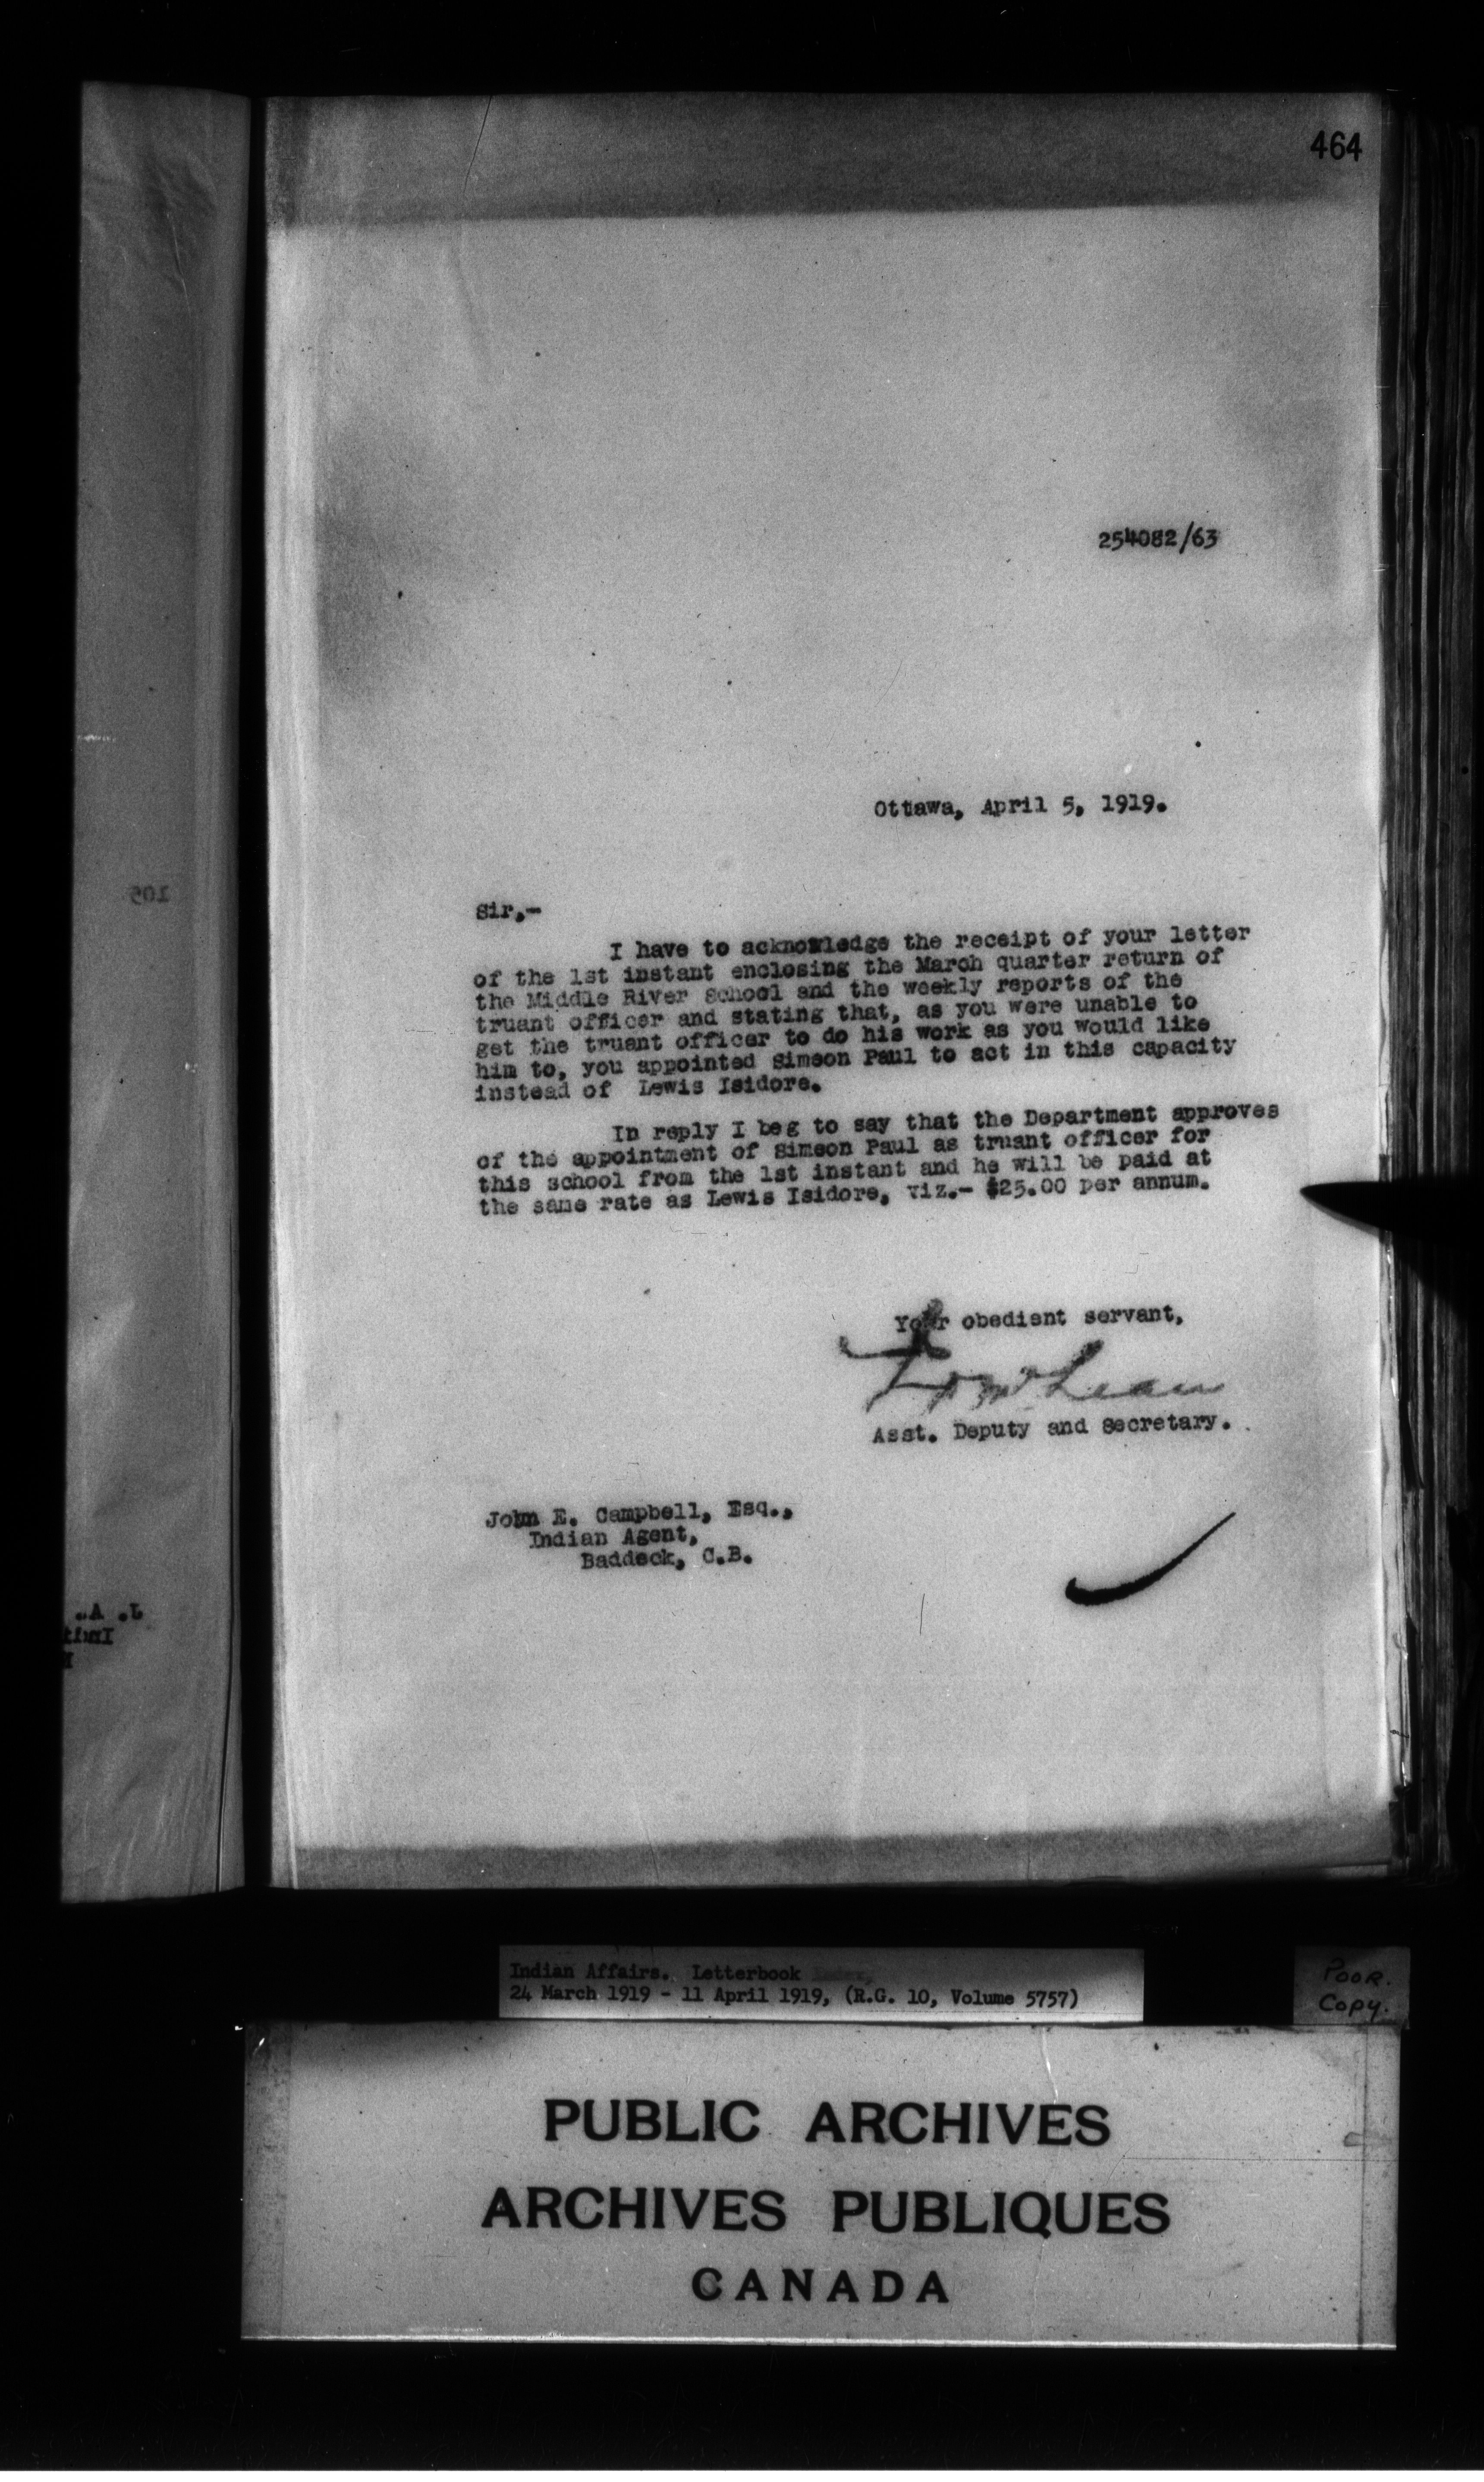 464
254082/63
Ottawa, April 5, 1919.
Sir,-
I have to acknowledge the receipt of your letter
of the 1st instant enclosing the March quarter return of
the Middle River School and the weekly reports of the
truant officer and stating that, as you were unable to
get the truant officer to do his work as you would like
him to, you appointed Simeon Paul to act in this capacity
instead of Lewis Isidore.
In reply I beg to say that the Department approves
of the appointment of Simeon Paul as truant officer for
this school from the 1st instant and he will be paid at
the same rate as Lewis Isidore, viz.- $25.00 per annum.
Your obedient servant,
Asst. Deputy and Secretary.
John E. Campbell, Esq.,
Indian Agent,
Baddeck, C.B.
105
Indian Affairs. Letterbook
24 March 1919 - 11 April 1919, (R.G. 10, Volume 5757)
POOR.
COPY.
PUBLIC ARCHIVES
ARCHIVES PUBLIQUES
CANADA